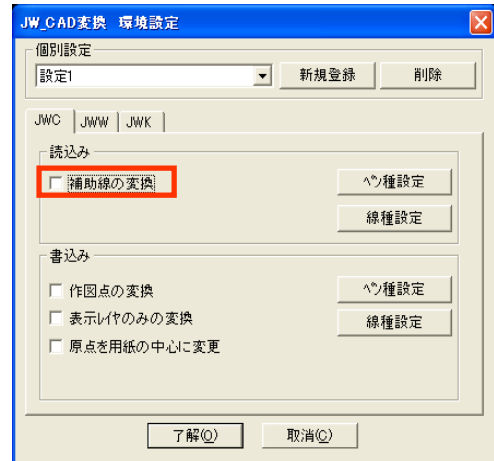 JW_CAD変換 環境設定
個別設定
設定1 新規登録 削除
JWC JWW JWK
読込み
補助線の変換 ペン種設定
線種設定
書込み
作図点の変換 ペン種設定
表示レイヤのみの変換 線種設定
原点を用紙の中心に変更
了解(O) 取消(C)